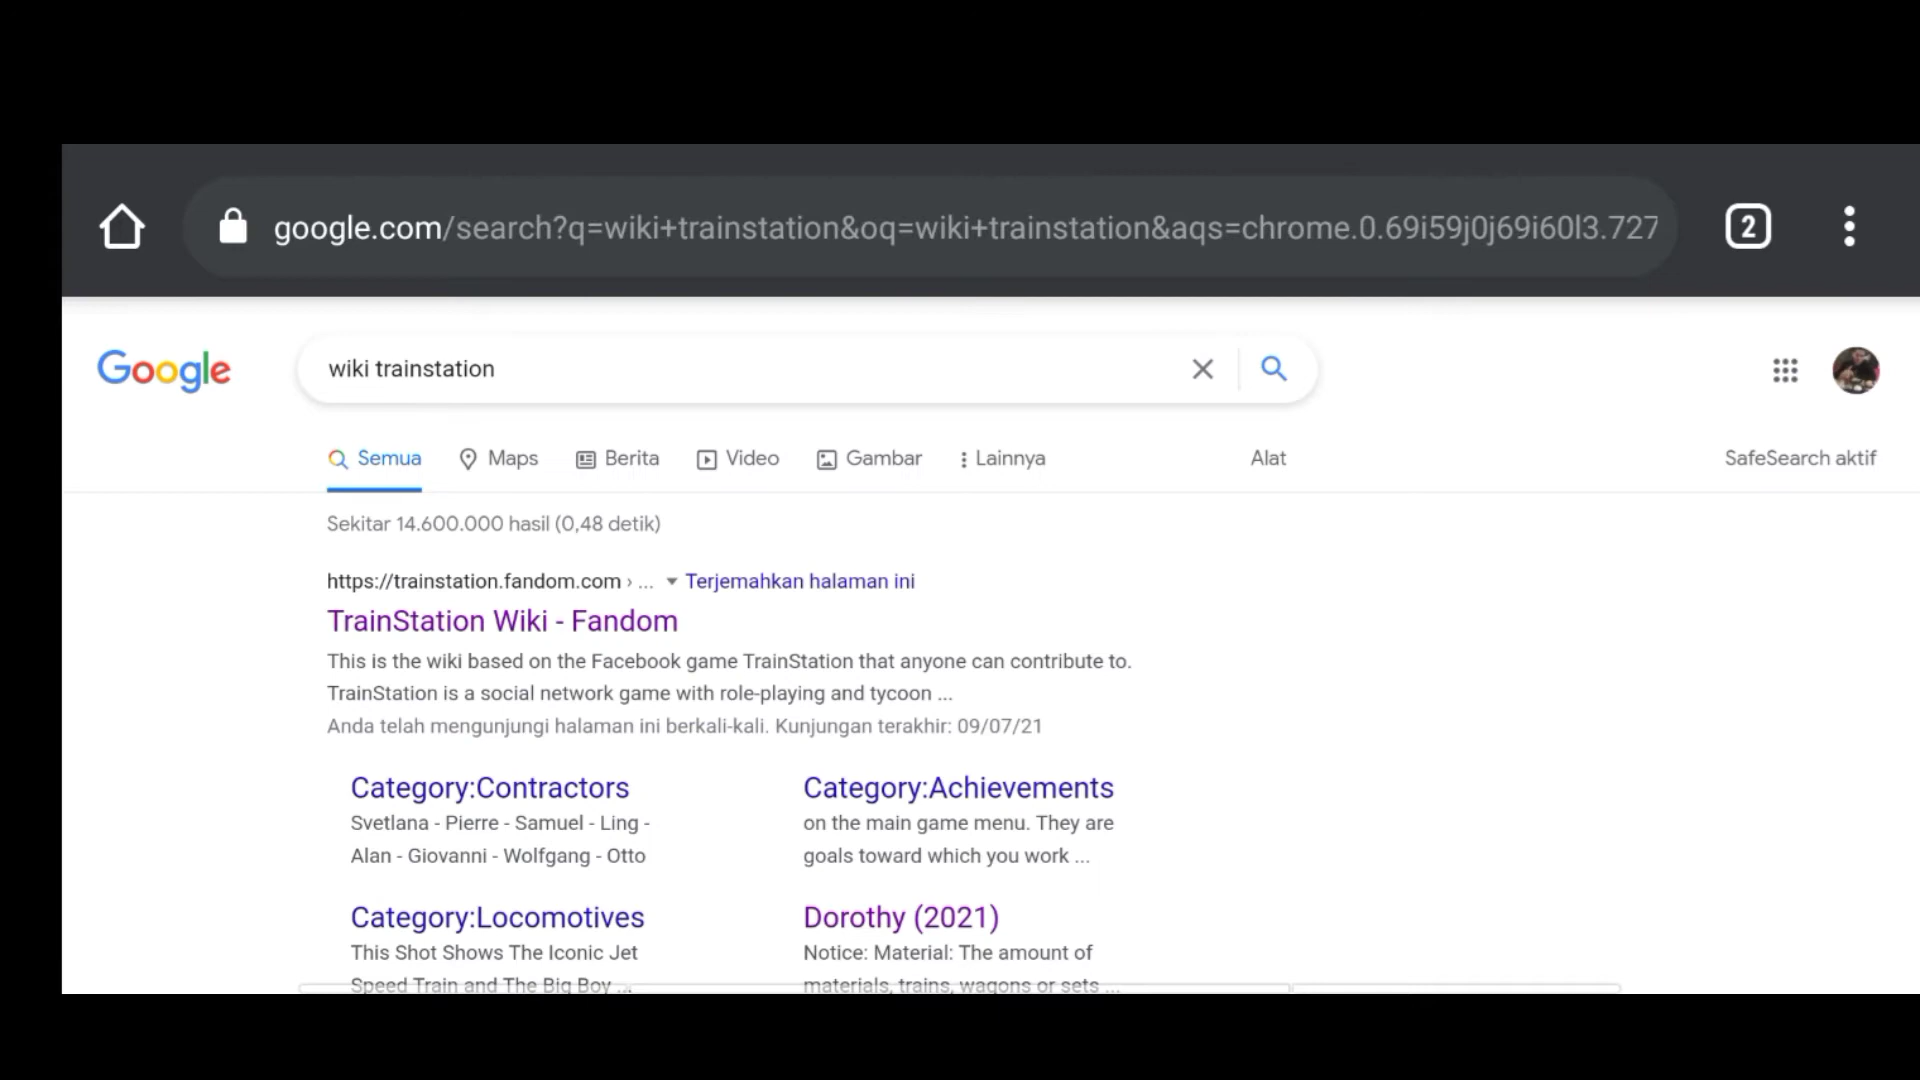 google.com/search?q=wiki+trainstation&oq=wiki+trainstation&aqs=chrome.0.69i59j0j69i60l3.727
2
Google
wiki trainstation
Semua Maps Berita Video Gambar Lainnya Alat SafeSearch aktif
Sekitar 14.600.000 hasil (0,48 detik)
https://trainstation.fandom.com › ... Terjemahkan halaman ini
TrainStation Wiki - Fandom
This is the wiki based on the Facebook game TrainStation that anyone can contribute to.
TrainStation is a social network game with role-playing and tycoon ...
Anda telah mengunjungi halaman ini berkali-kali. Kunjungan terakhir: 09/07/21
Category:Contractors
Svetlana - Pierre - Samuel - Ling -
Alan - Giovanni - Wolfgang - Otto
Category:Achievements
on the main game menu. They are
goals toward which you work ...
Category:Locomotives
This Shot Shows The Iconic Jet
Speed Train and The Big Boy ...
Dorothy (2021)
Notice: Material: The amount of
materials, trains, wagons or sets ...